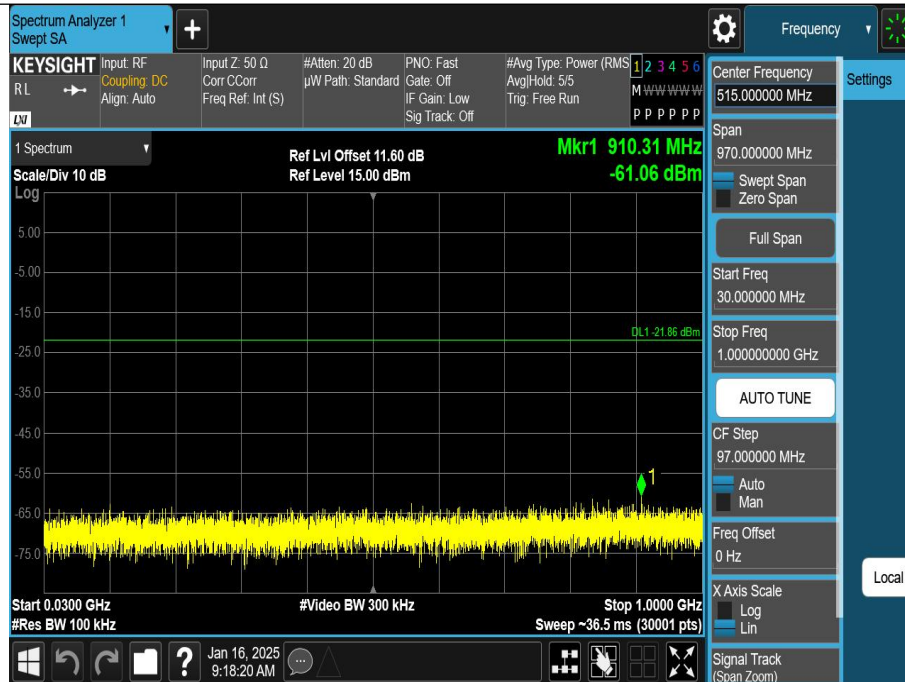 Spectrum Analyzer 1
Swept SA
Frequency
KEYSIGHT
R L
LXI
Input: RF
Coupling: DC
Align: Auto
Input Z: 50 Ω
Corr CCorr
Freq Ref: Int (S)
#Atten: 20 dB
µW Path: Standard
PNO: Fast
Gate: Off
IF Gain: Low
Sig Track: Off
#Avg Type: Power (RMS
Avg|Hold: 5/5
Trig: Free Run
1 2 3 4 5 6
M W W W W W
P P P P P P
1 Spectrum
Scale/Div 10 dB
Log
Ref Lvl Offset 11.60 dB
Ref Level 15.00 dBm
Mkr1 910.31 MHz
-61.06 dBm
5.00
-5.00
-15.0
-25.0
-35.0
-45.0
-55.0
-65.0
-75.0
DL1 -21.86 dBm
1
Start 0.0300 GHz
#Res BW 100 kHz
#Video BW 300 kHz
Stop 1.0000 GHz
Sweep ~36.5 ms (30001 pts)
Center Frequency
515.000000 MHz
Span
970.000000 MHz
Swept Span
Zero Span
Full Span
Start Freq
30.000000 MHz
Stop Freq
1.000000000 GHz
AUTO TUNE
CF Step
97.000000 MHz
Auto
Man
Freq Offset
0 Hz
X Axis Scale
Log
Lin
Signal Track
(Span Zoom)
Settings
Local
?
Jan 16, 2025
9:18:20 AM